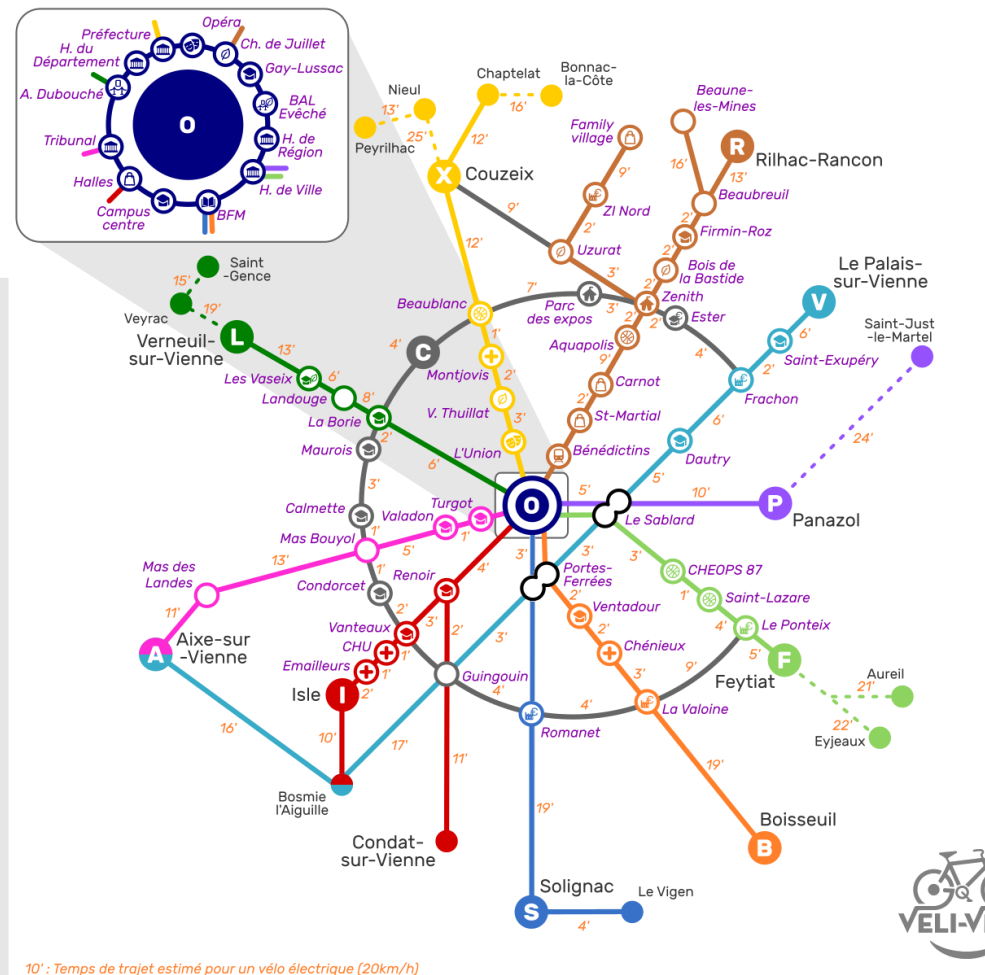 Opéra
Préfecture
Ch. de Juillet
H. du
Département
Gay-Lussac
A. Dubouché
BAL
Evêché
O
Tribunal
H. de
Région
Halles
H. de Ville
Campus
centre
BFM
Nieul
Chaptelat
Bonnac-
la-Côte
13'
16'
Peyrilhac
25'
12'
X
Couzeix
Family
village
9'
ZI Nord
2'
Uzurat
9'
3'
Beaune-
les-Mines
16'
R
Rilhac-Rancon
13'
Beaubreuil
2'
Firmin-Roz
2'
Bois de
la Bastide
2'
Zenith
2'
2'
Ester
12'
7'
Parc
des expos
3'
Beaublanc
4'
C
1'
Montjovis
2'
V. Thuillat
3'
L'Union
Aquapolis
9'
Carnot
2'
St-Martial
2'
Bénédictins
4'
Le Palais-
sur-Vienne
V
6'
Saint-Exupéry
2'
Frachon
6'
Dautry
5'
Saint-Just
-le-Martel
24'
Saint
-Gence
15'
Veyrac
19'
L
Verneuil-
sur-Vienne
13'
Les Vaseix
6'
Landouge
8'
La Borie
2'
6'
Maurois
3'
Calmette
1'
Turgot
Valadon
1'
Mas Bouyol
5'
13'
Mas des
Landes
11'
O
5'
10'
P
Panazol
Le Sablard
3'
3'
3'
Portes-
Ferrées
4'
Renoir
1'
Condorcet
2'
3'
2'
Vanteaux
CHU
1'
Emailleurs
1'
2'
I
Isle
A
Aixe-sur
-Vienne
2'
Ventadour
2'
Chénieux
3'
3'
CHEOPS 87
1'
Saint-Lazare
4'
Le Ponteix
5'
F
Feytiat
9'
21'
Aureil
22'
Eyjeaux
Guingouin
4'
4'
La Valoine
Romanet
16'
10'
17'
11'
Bosmie
l'Aiguille
19'
19'
Condat-
sur-Vienne
Boisseuil
B
Solignac
S
4'
Le Vigen
10' : Temps de trajet estimé pour un vélo électrique (20km/h)